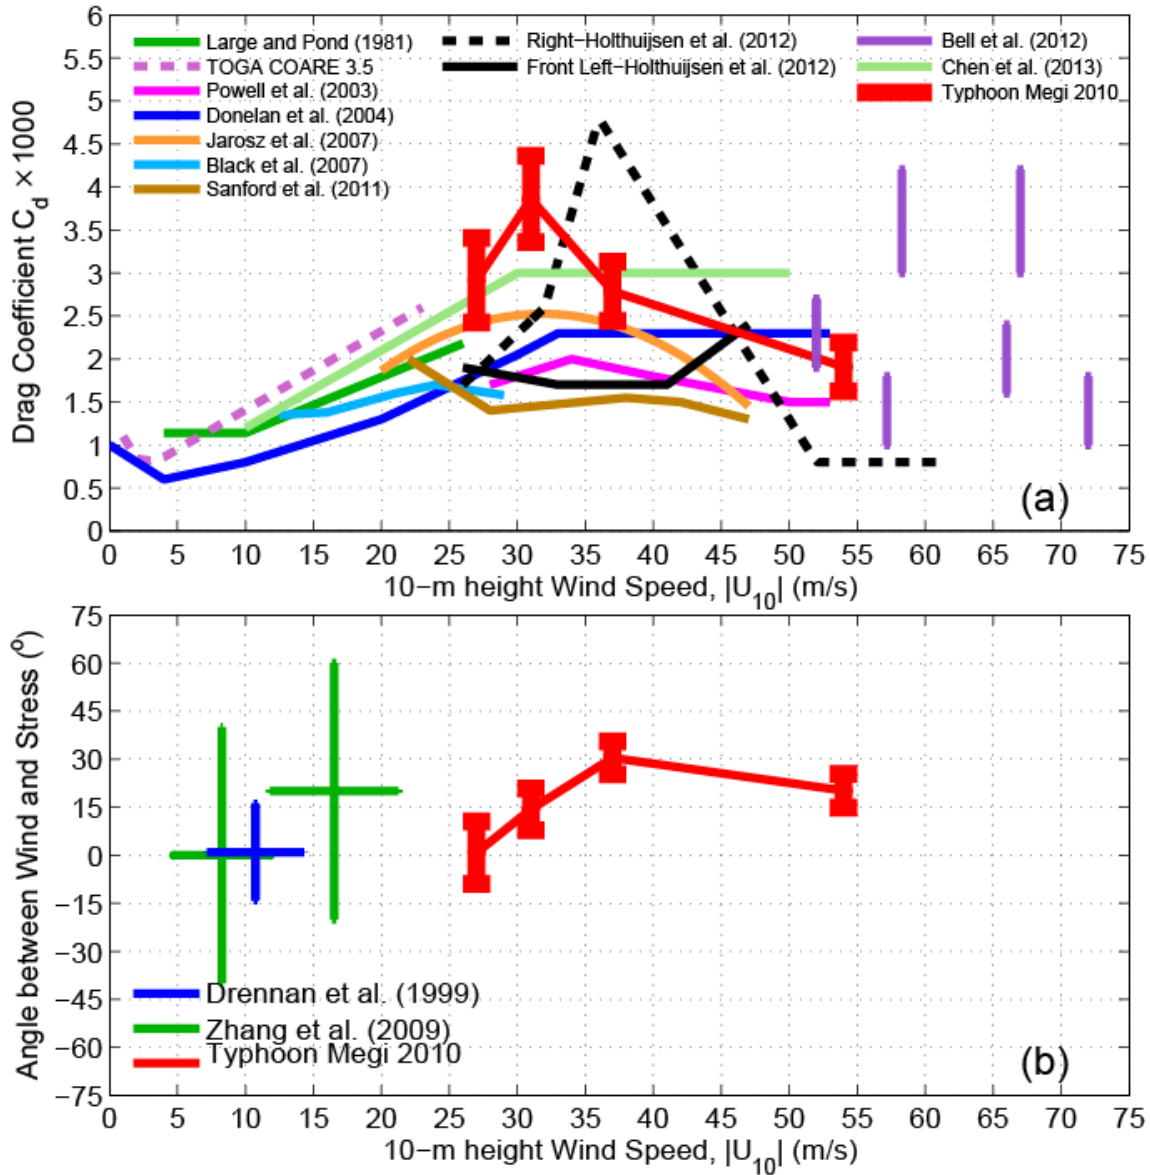 6
5.5
5
4.5
4
3.5
3
2.5
2
1.5
1
0.5
0
Drag Coefficient C_d × 1000
Large and Pond (1981)
TOGA COARE 3.5
Powell et al. (2003)
Donelan et al. (2004)
Jarosz et al. (2007)
Black et al. (2007)
Sanford et al. (2011)
Right−Holthuijsen et al. (2012)
Front Left−Holthuijsen et al. (2012)
Bell et al. (2012)
Chen et al. (2013)
Typhoon Megi 2010
(a)
0 5 10 15 20 25 30 35 40 45 50 55 60 65 70 75
10−m height Wind Speed, |U_10| (m/s)
75
60
45
30
15
0
−15
−30
−45
−60
−75
Angle between Wind and Stress (°)
Drennan et al. (1999)
Zhang et al. (2009)
Typhoon Megi 2010
(b)
0 5 10 15 20 25 30 35 40 45 50 55 60 65 70 75
10−m height Wind Speed, |U_10| (m/s)